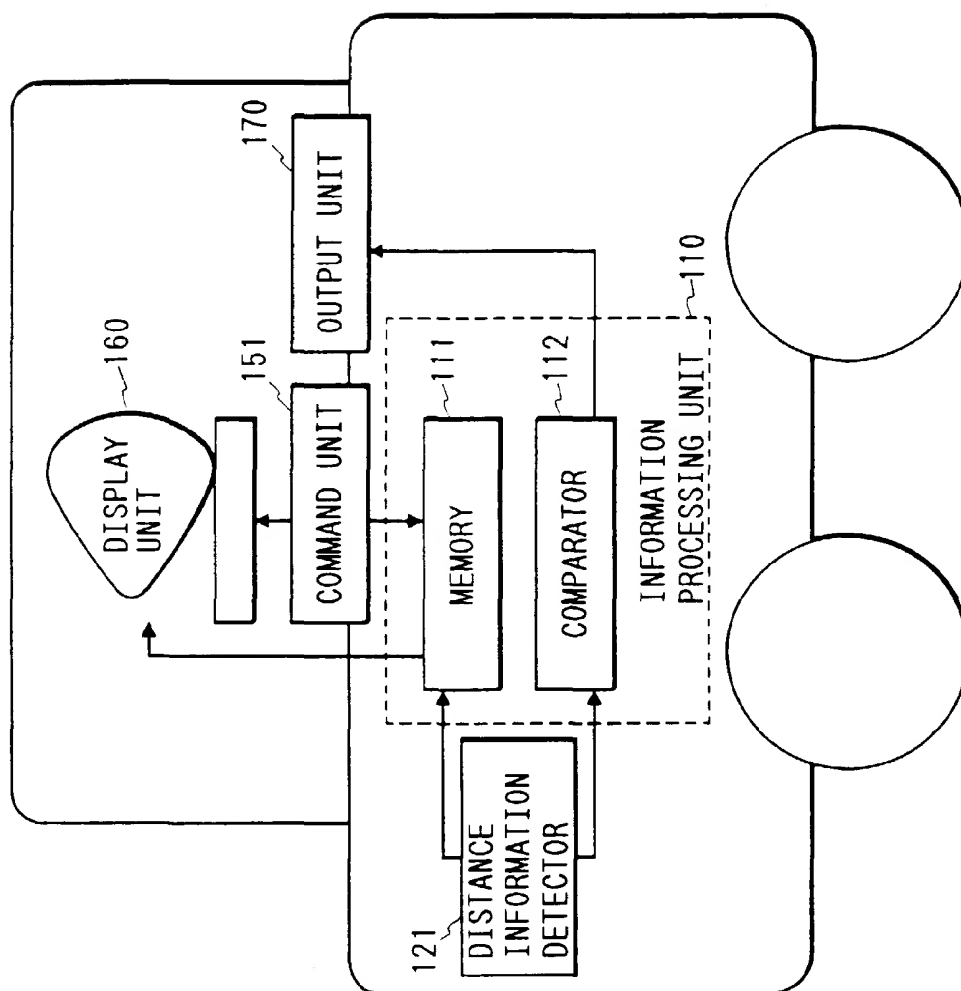 160
DISPLAY
UNIT
151
COMMAND UNIT
170
OUTPUT UNIT
121
DISTANCE
INFORMATION
DETECTOR
111
MEMORY
112
COMPARATOR
INFORMATION
PROCESSING UNIT
110